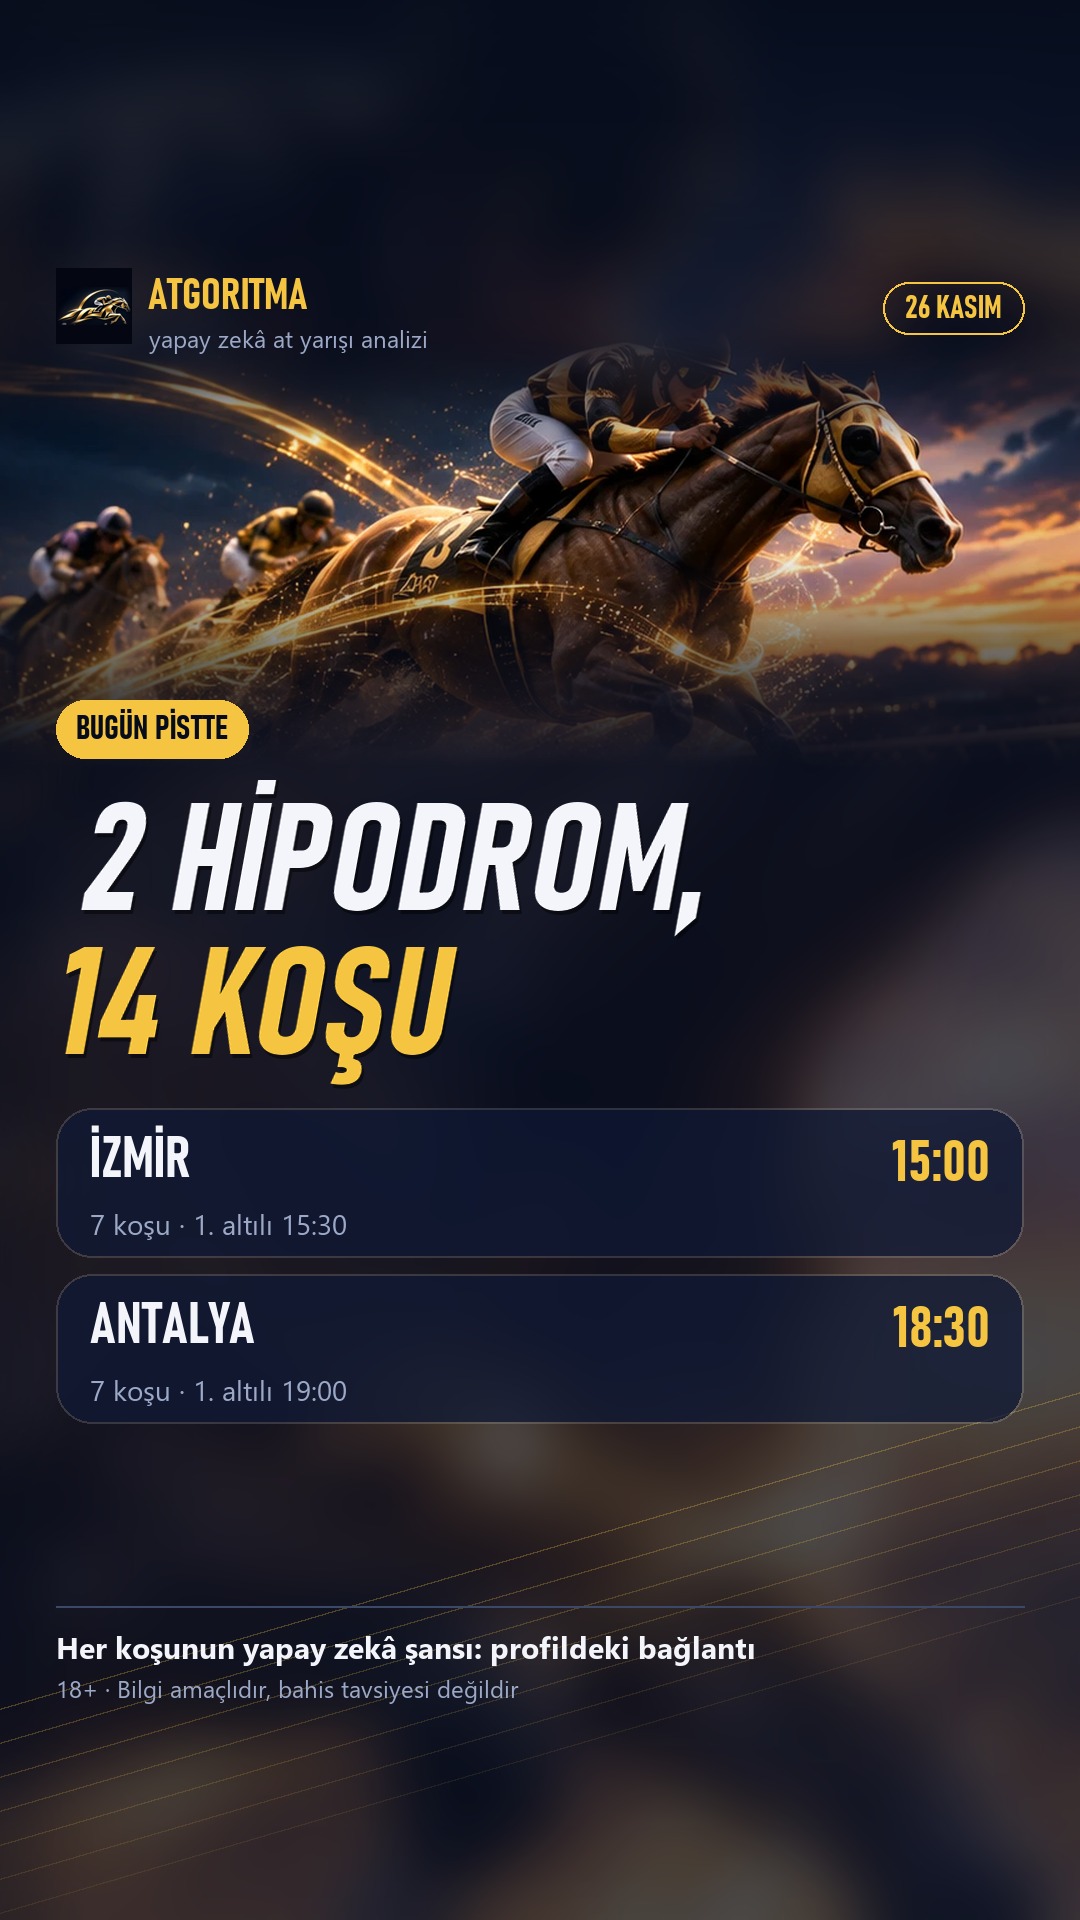 ATGORITMA
yapay zekâ at yarışı analizi
26 KASIM
3
BUGÜN PİSTTE
2 HİPODROM,
14 KOŞU
İZMİR
15:00
7 koşu · 1. altılı 15:30
ANTALYA
18:30
7 koşu · 1. altılı 19:00
Her koşunun yapay zekâ şansı: profildeki bağlantı
18+ · Bilgi amaçlıdır, bahis tavsiyesi değildir